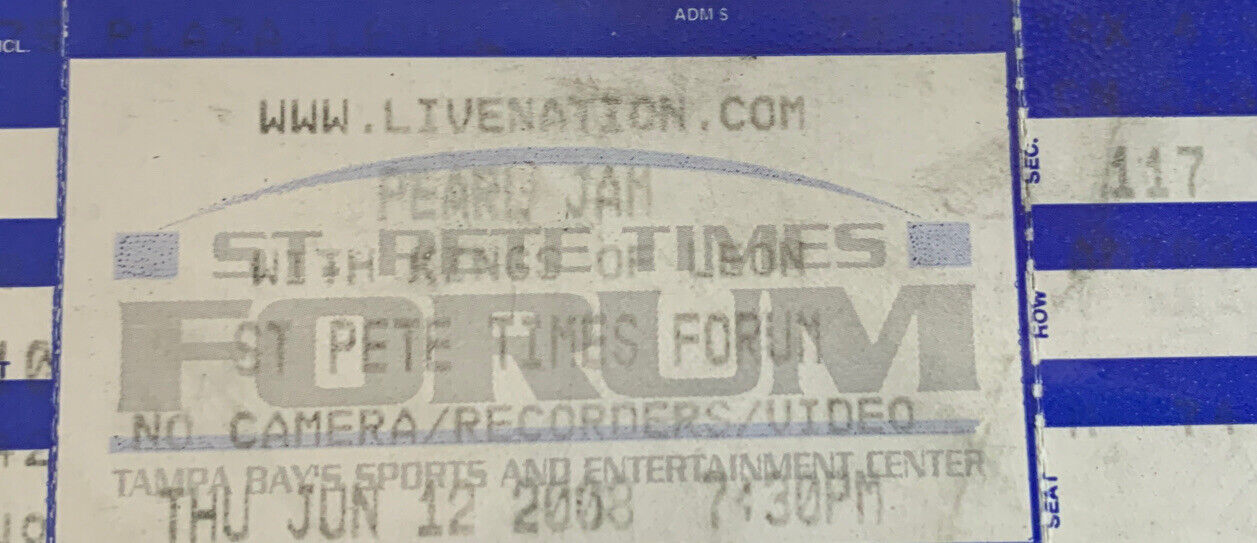 ADM S
PLAZA
WWW.LIVENATION.COM
PEARL JAM
ST. PETE TIMES
WITH KINGS OF LEON
FORUM
ST PETE TIMES FORUM
NO CAMERA/RECORDERS/VIDEO
TAMPA BAY'S SPORTS AND ENTERTAINMENT CENTER
THU JUN 12 2008 7:30PM
SEC.
117
ROW
SEAT